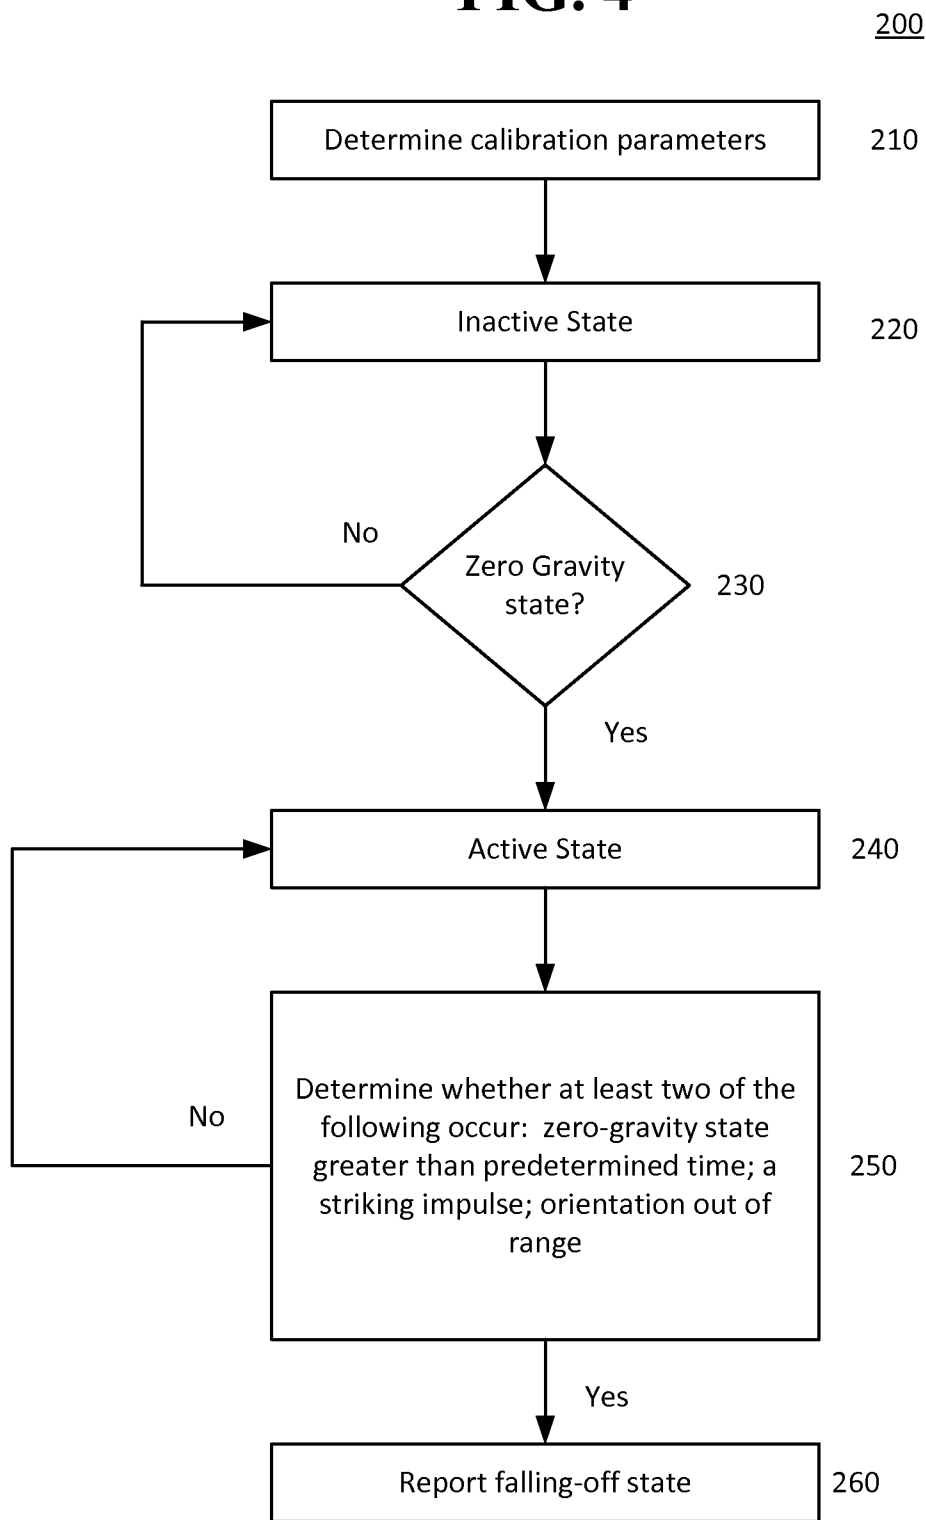 FIG. 4
200
Determine calibration parameters
210
Inactive State
220
No
Zero Gravity
state?
230
Yes
Active State
240
Determine whether at least two of the
following occur:  zero-gravity state
greater than predetermined time; a
striking impulse; orientation out of
range
No
250
Yes
Report falling-off state
260